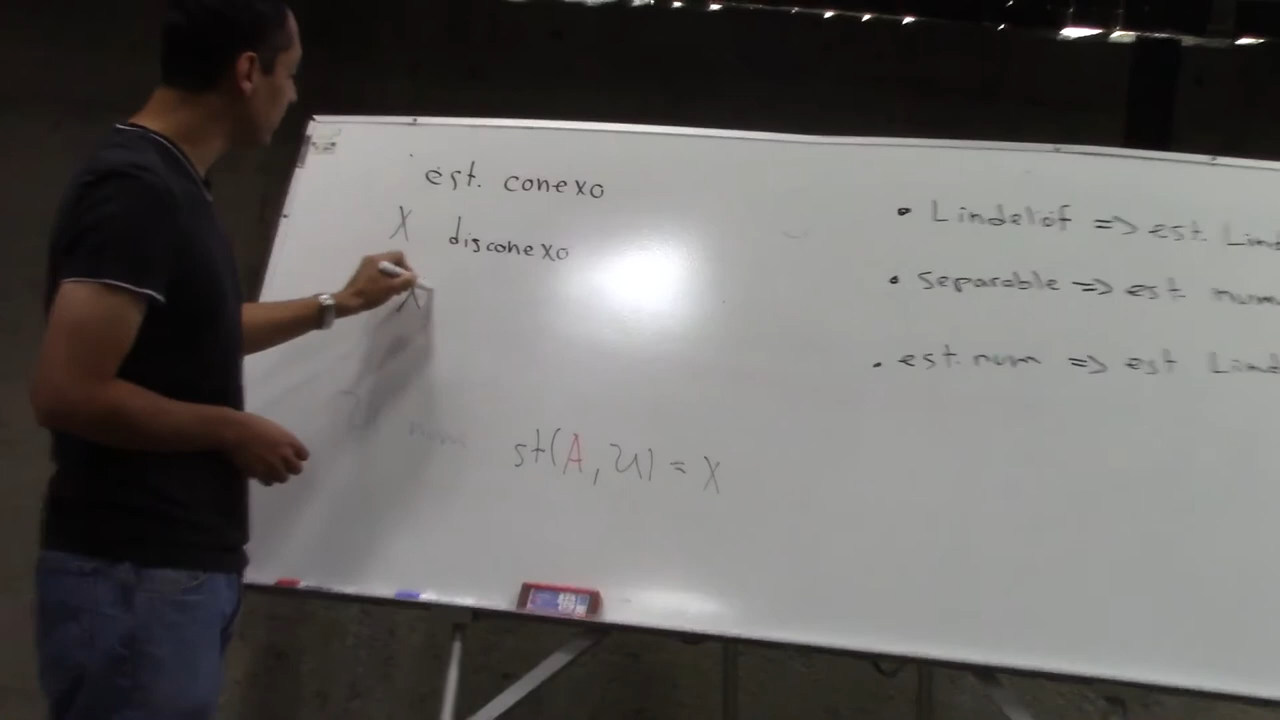 est. conexo
X disconexo
X
st(A, U) = X
• Lindelöf => est.
• Separable => est.
• est. num => est